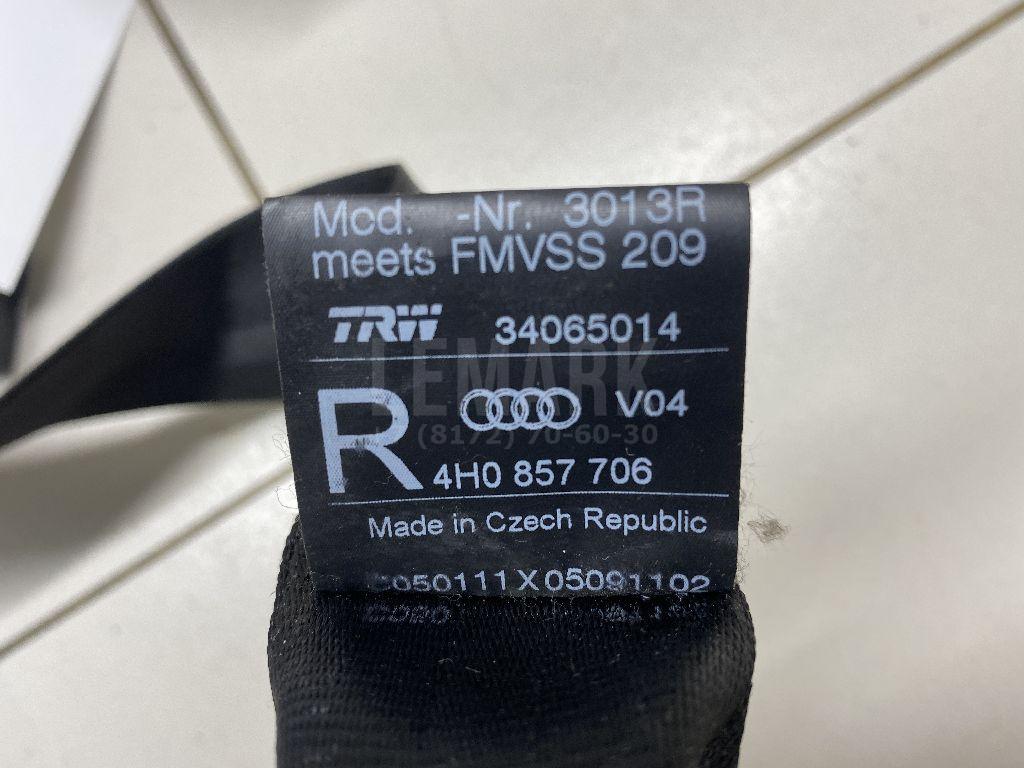 Mod. -Nr. 3013R
meets FMVSS 209
TRW 34065014
LEMARK
R V04
(8172) 70-60-30
4H0 857 706
Made in Czech Republic
050111X05091102